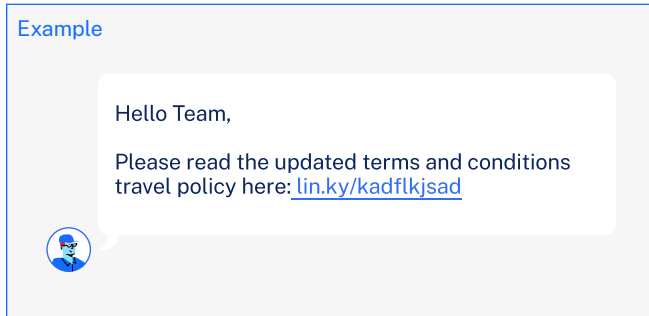 Example
Hello Team,
Please read the updated terms and conditions
travel policy here: lin.ky/kadflkjsad